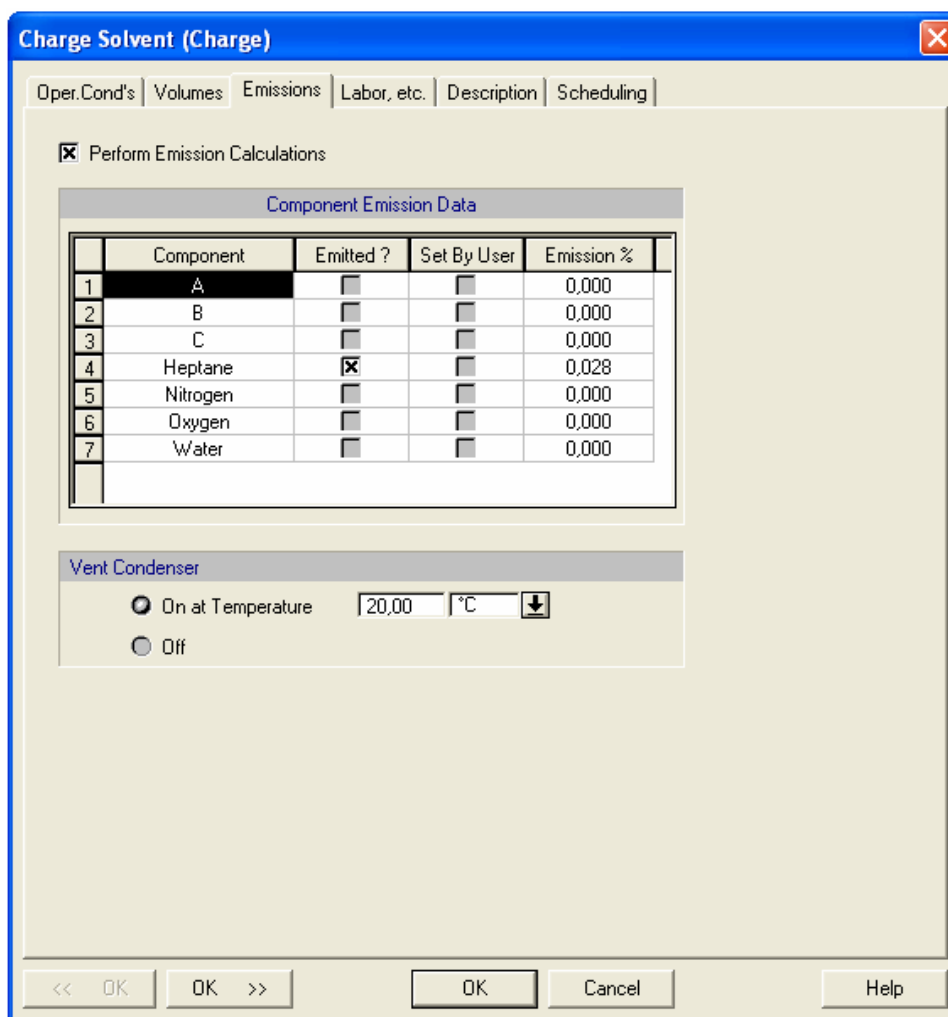 Charge Solvent (Charge)
Oper.Cond's Volumes Emissions Labor, etc. Description Scheduling
Perform Emission Calculations
Component Emission Data
Component Emitted ? Set By User Emission %
1 A 0,000
2 B 0,000
3 C 0,000
4 Heptane 0,028
5 Nitrogen 0,000
6 Oxygen 0,000
7 Water 0,000
Vent Condenser
On at Temperature 20,00 °C
Off
<< OK OK >> OK Cancel Help